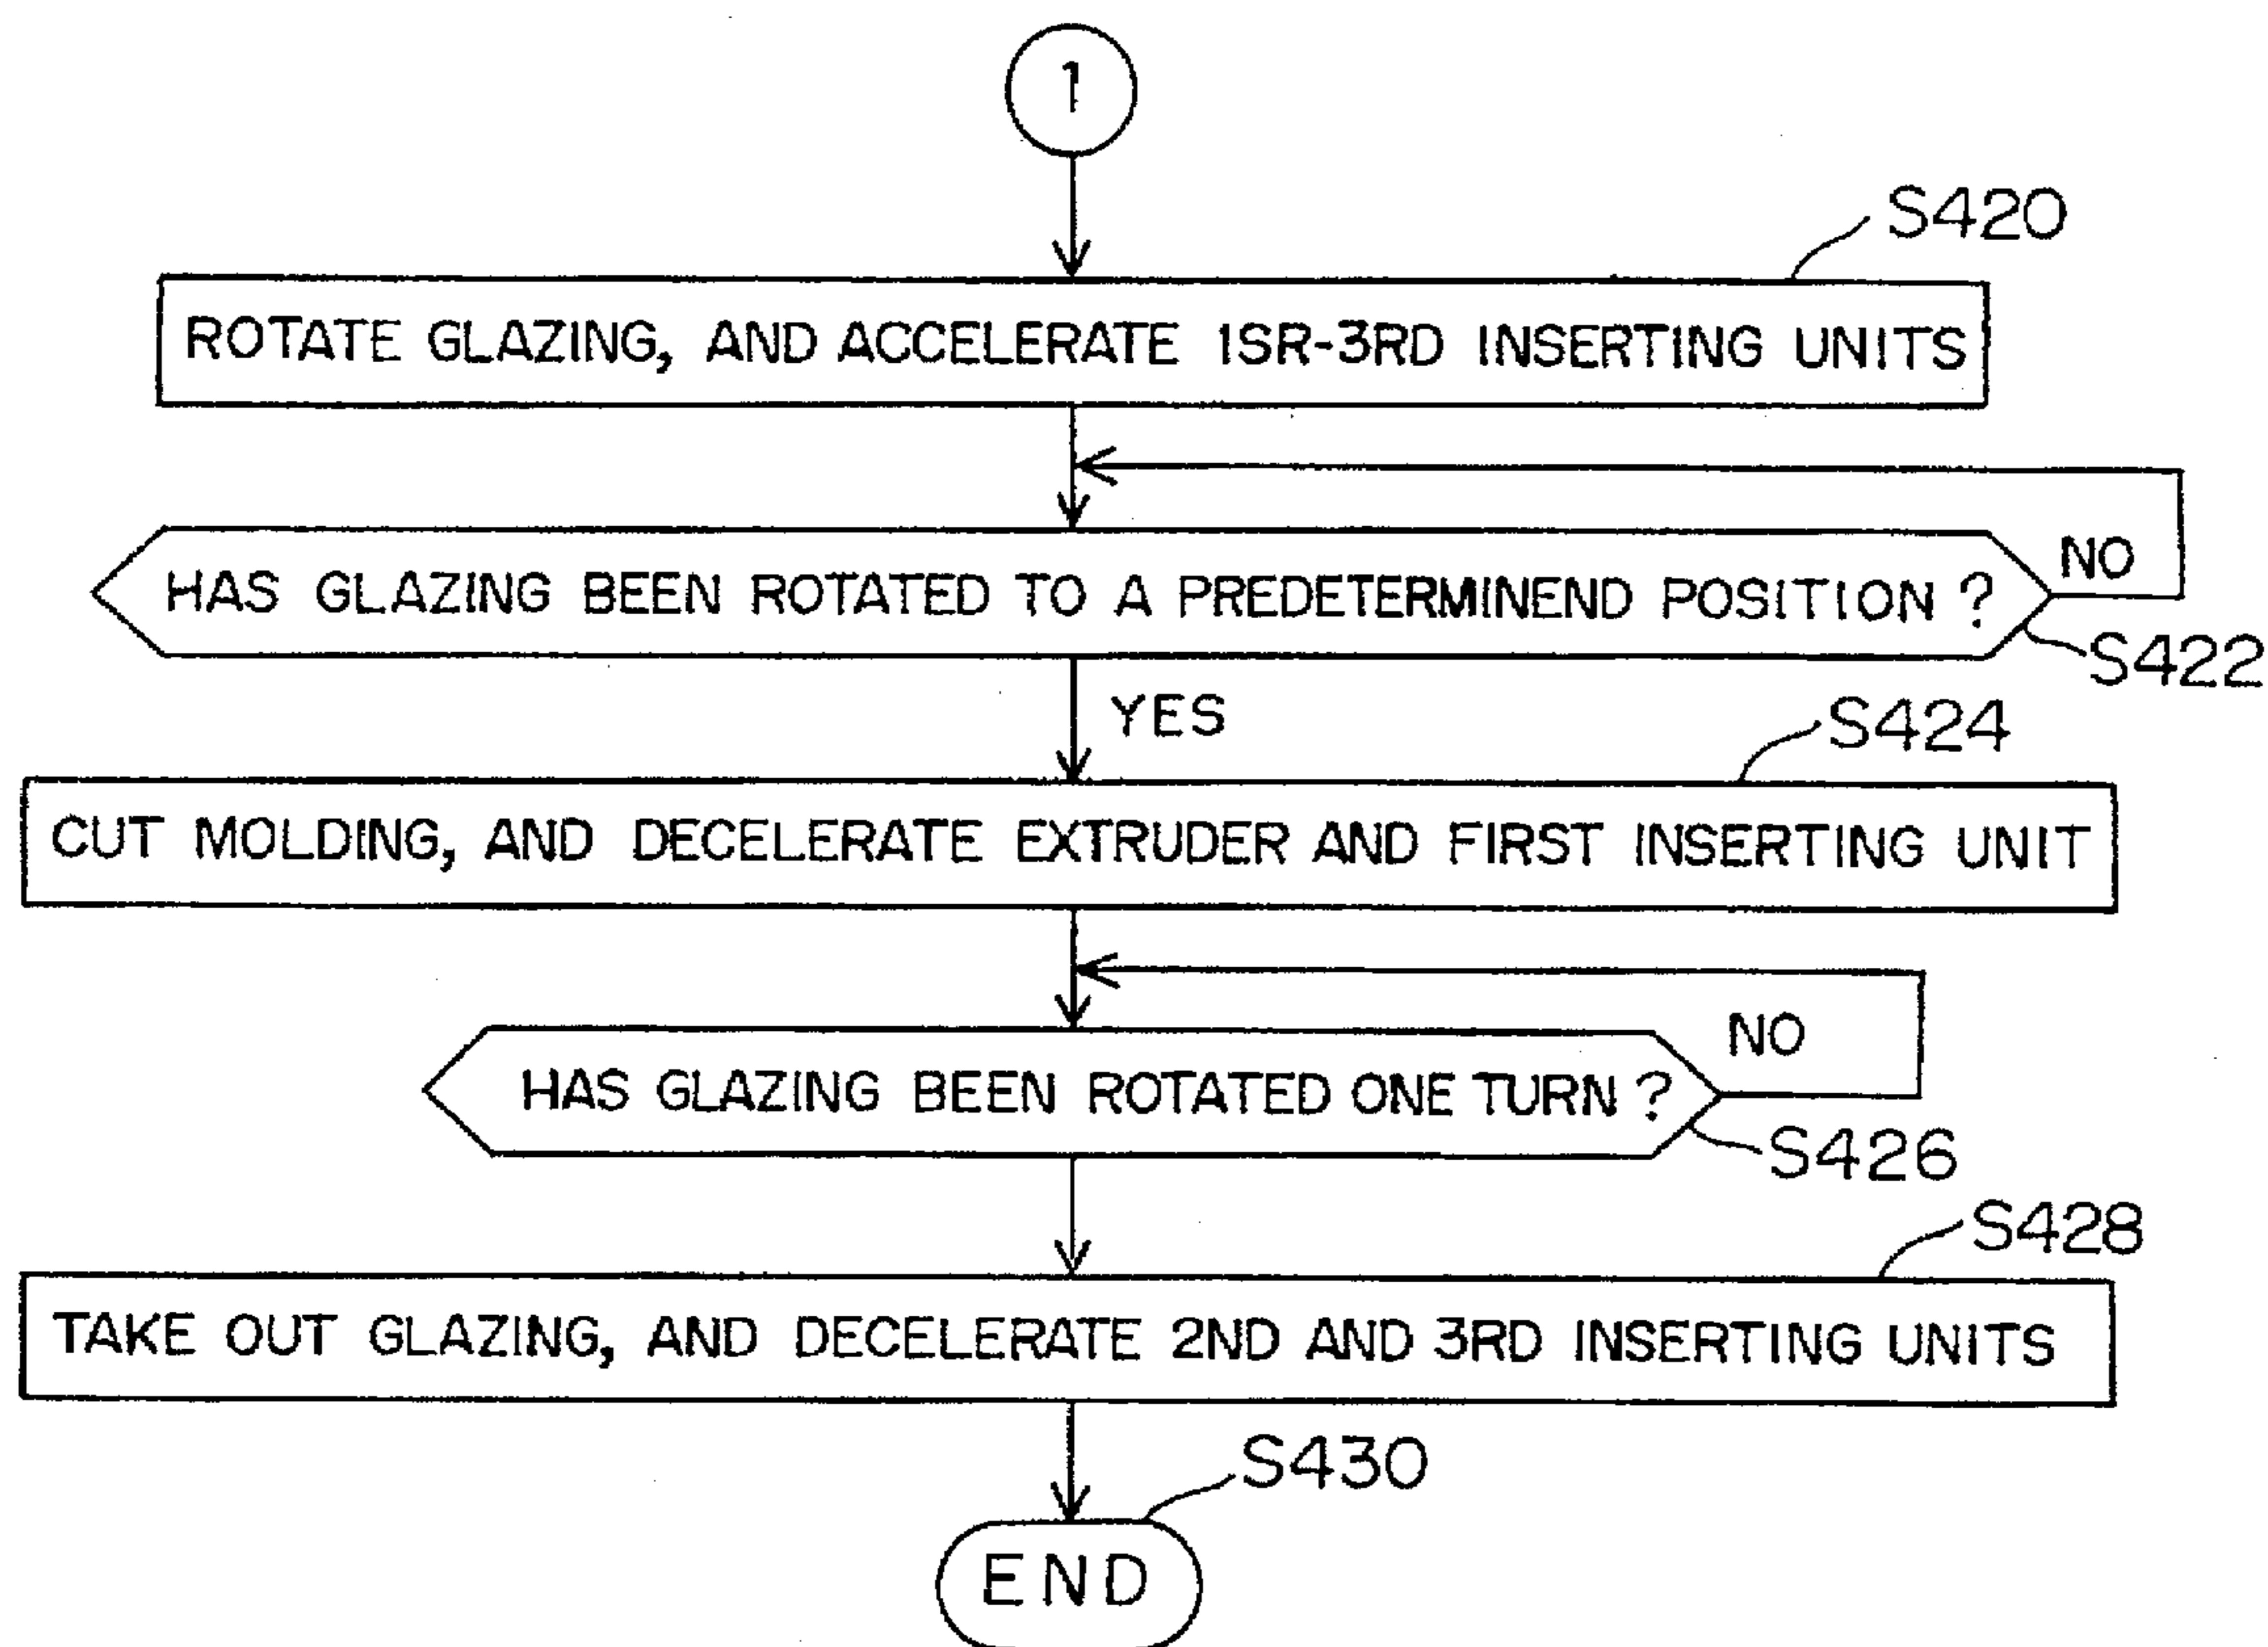 1
S420
ROTATE GLAZING, AND ACCELERATE 1SR-3RD INSERTING UNITS
NO
HAS GLAZING BEEN ROTATED TO A PREDETERMINEND POSITION ?
S422
YES
S424
CUT MOLDING, AND DECELERATE EXTRUDER AND FIRST INSERTING UNIT
NO
HAS GLAZING BEEN ROTATED ONE TURN ?
S426
S428
TAKE OUT GLAZING, AND DECELERATE 2ND AND 3RD INSERTING UNITS
S430
END